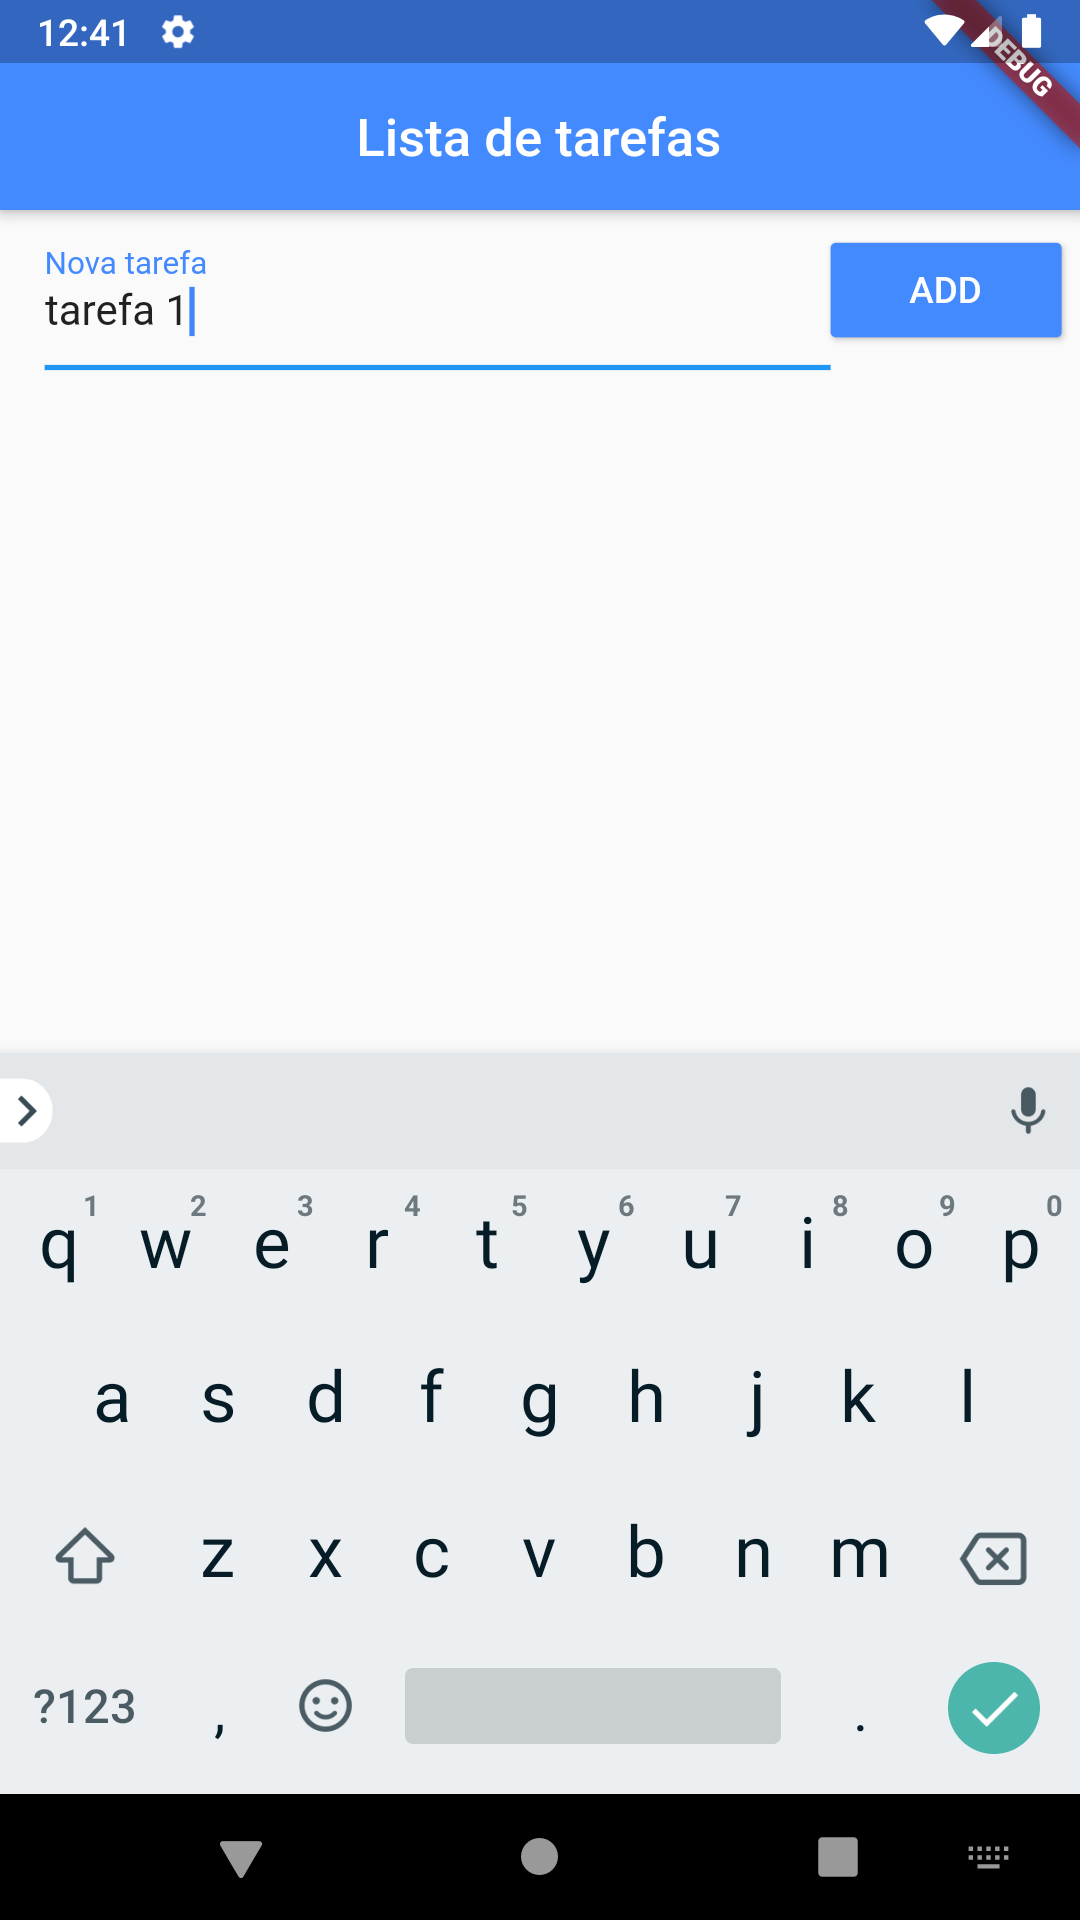 12:41
DEBUG
Lista de tarefas
Nova tarefa
tarefa 1
ADD
1 2 3 4 5 6 7 8 9 0
q w e r t y u i o p
a s d f g h j k l
z x c v b n m
?123 , .